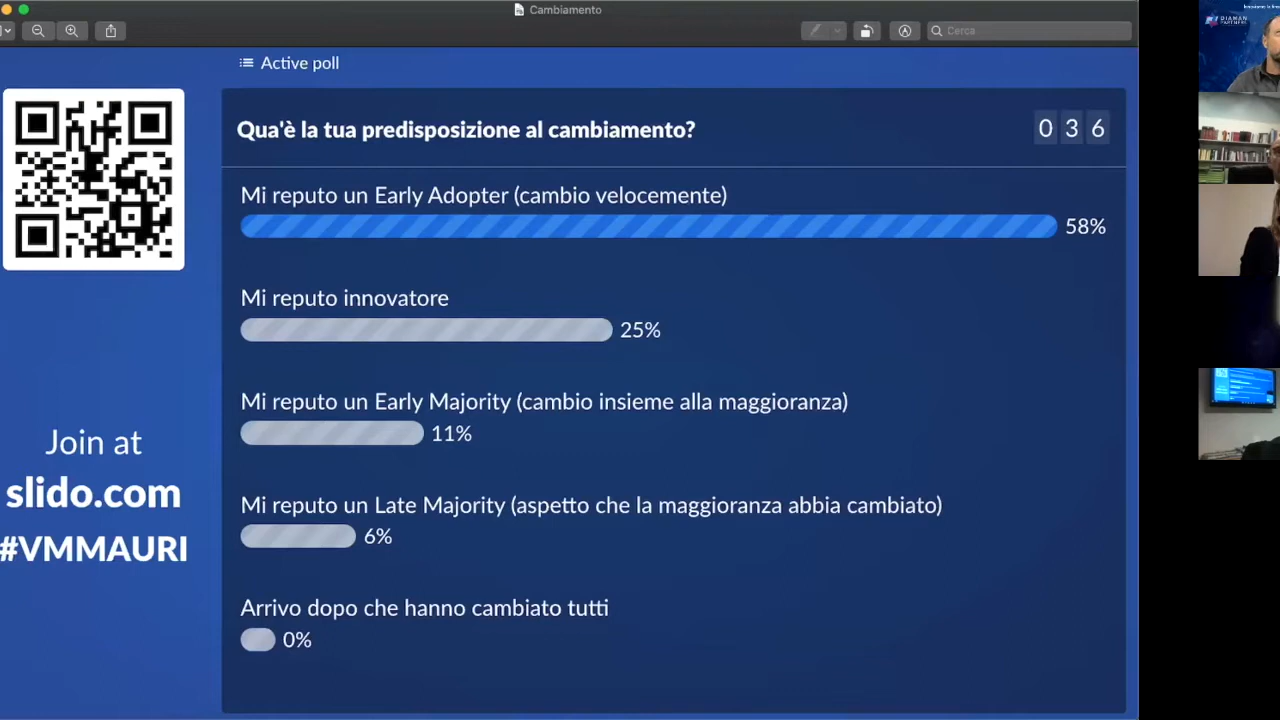 Cambiamento
Cerca
Active poll
Qua'è la tua predisposizione al cambiamento?
0 3 6
Mi reputo un Early Adopter (cambio velocemente)
58%
Mi reputo innovatore
25%
Mi reputo un Early Majority (cambio insieme alla maggioranza)
11%
Mi reputo un Late Majority (aspetto che la maggioranza abbia cambiato)
6%
Arrivo dopo che hanno cambiato tutti
0%
Join at
slido.com
#VMMAURI
DIAMAN
PARTNERS